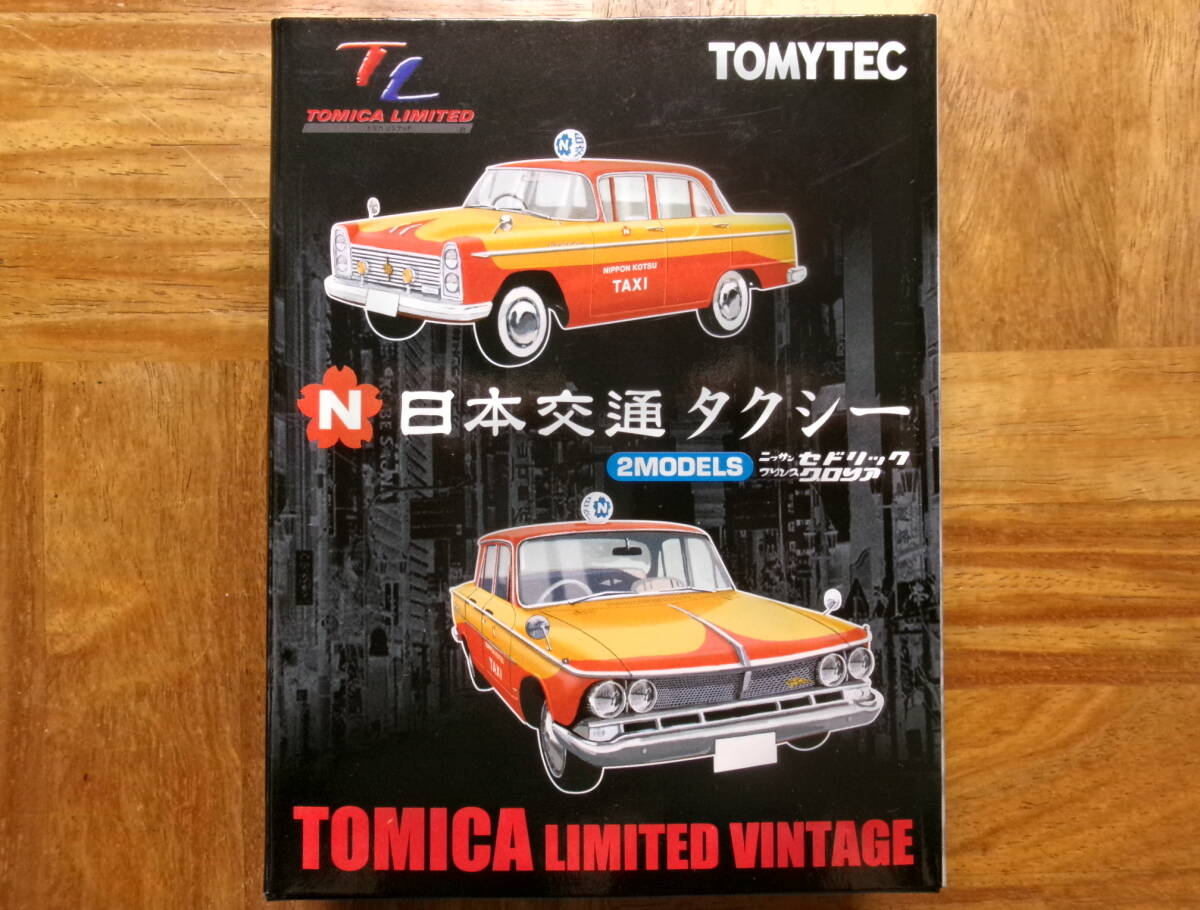 TL
TOMICA LIMITED
TOMYTEC
N
NIPPON KOTSU
TAXI
N 日本交通 タクシー
2MODELS
ニッサン セドリック
プリンス グロリア
N
TAXI
TOMICA LIMITED VINTAGE